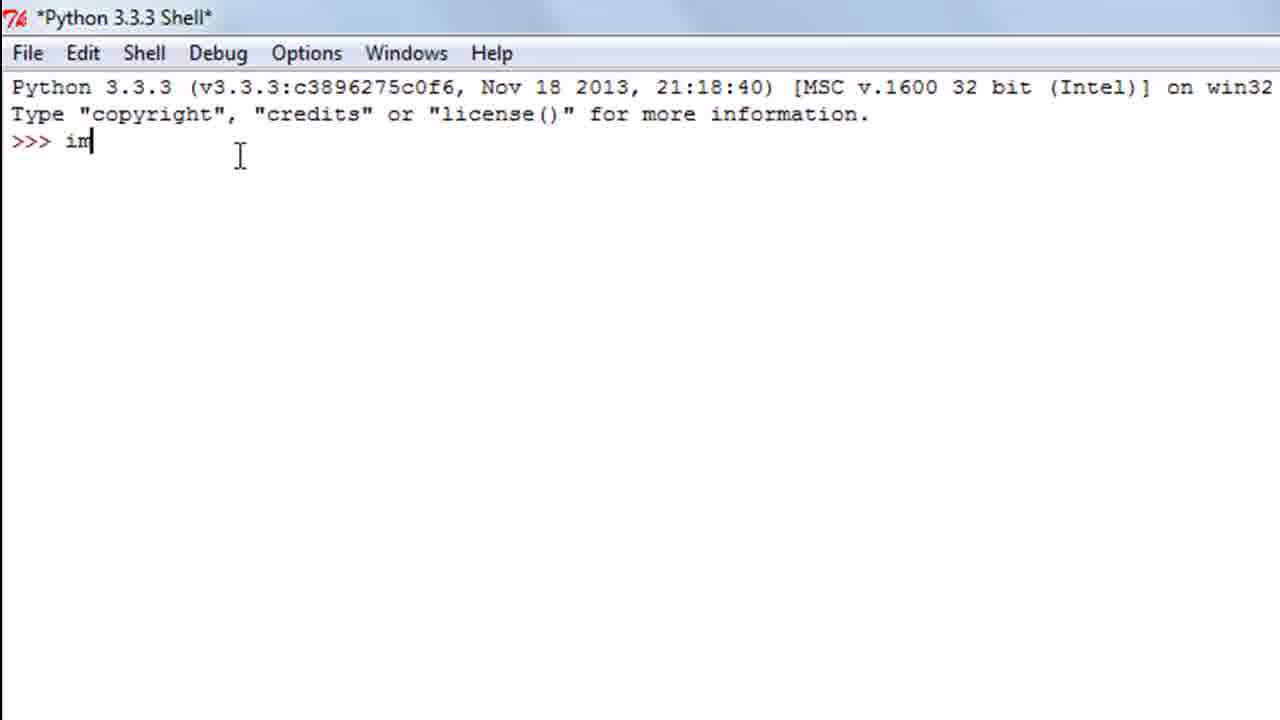 *Python 3.3.3 Shell*
File Edit Shell Debug Options Windows Help
Python 3.3.3 (v3.3.3:c3896275c0f6, Nov 18 2013, 21:18:40) [MSC v.1600 32 bit (Intel)] on win32
Type "copyright", "credits" or "license()" for more information.
>>> im